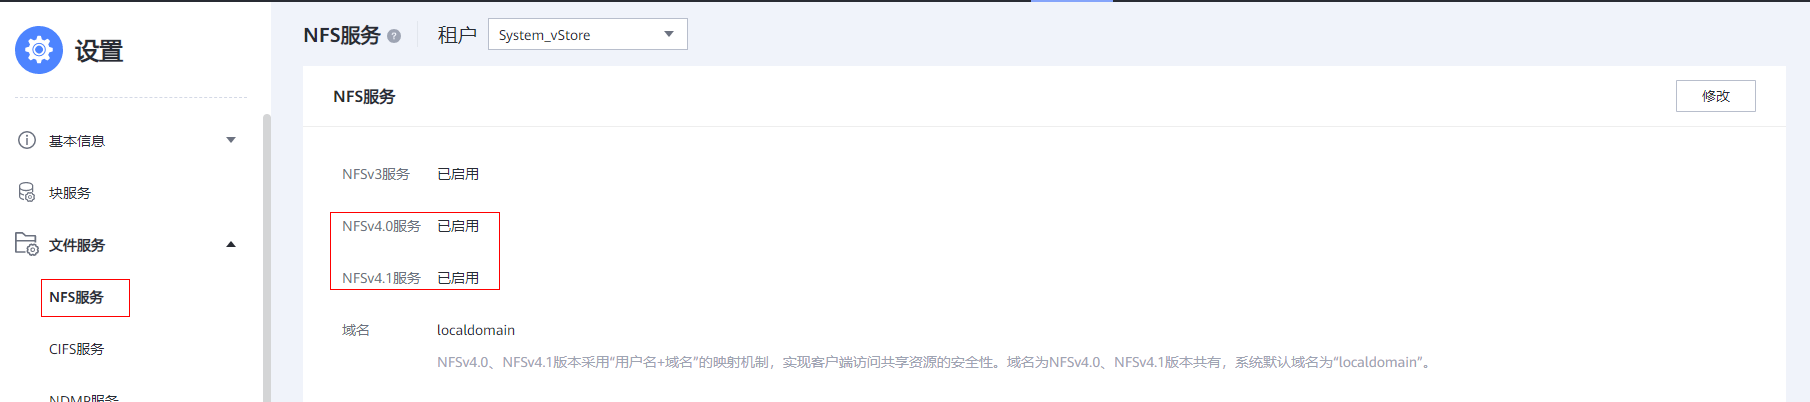 设置
基本信息
块服务
文件服务
NFS服务
CIFS服务
NDMP服务
NFS服务 ?
租户 System_vStore
NFS服务
修改
NFSv3服务 已启用
NFSv4.0服务 已启用
NFSv4.1服务 已启用
域名 localdomain
NFSv4.0、NFSv4.1版本采用“用户名+域名”的映射机制，实现客户端访问共享资源的安全性。域名为NFSv4.0、NFSv4.1版本共有，系统默认域名为“localdomain”。